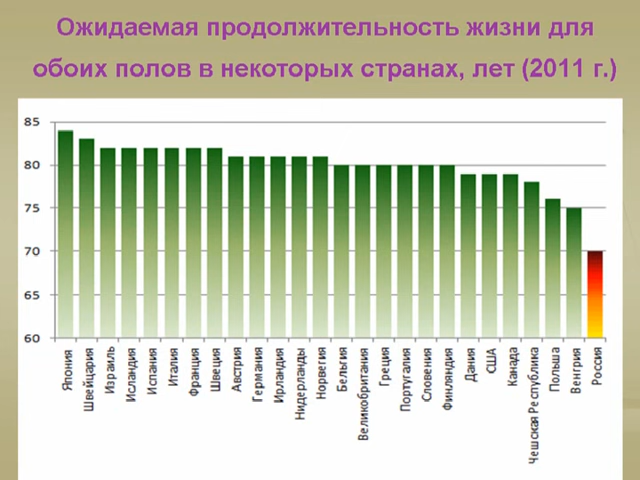 Ожидаемая продолжительность жизни для
обоих полов в некоторых странах, лет (2011 г.)
85
80
75
70
65
60
Япония
Швейцария
Израиль
Исландия
Испания
Италия
Франция
Швеция
Австрия
Германия
Ирландия
Нидерланды
Норвегия
Бельгия
Великобритания
Греция
Португалия
Словения
Финляндия
Дания
США
Канада
Чешская Республика
Польша
Венгрия
Россия